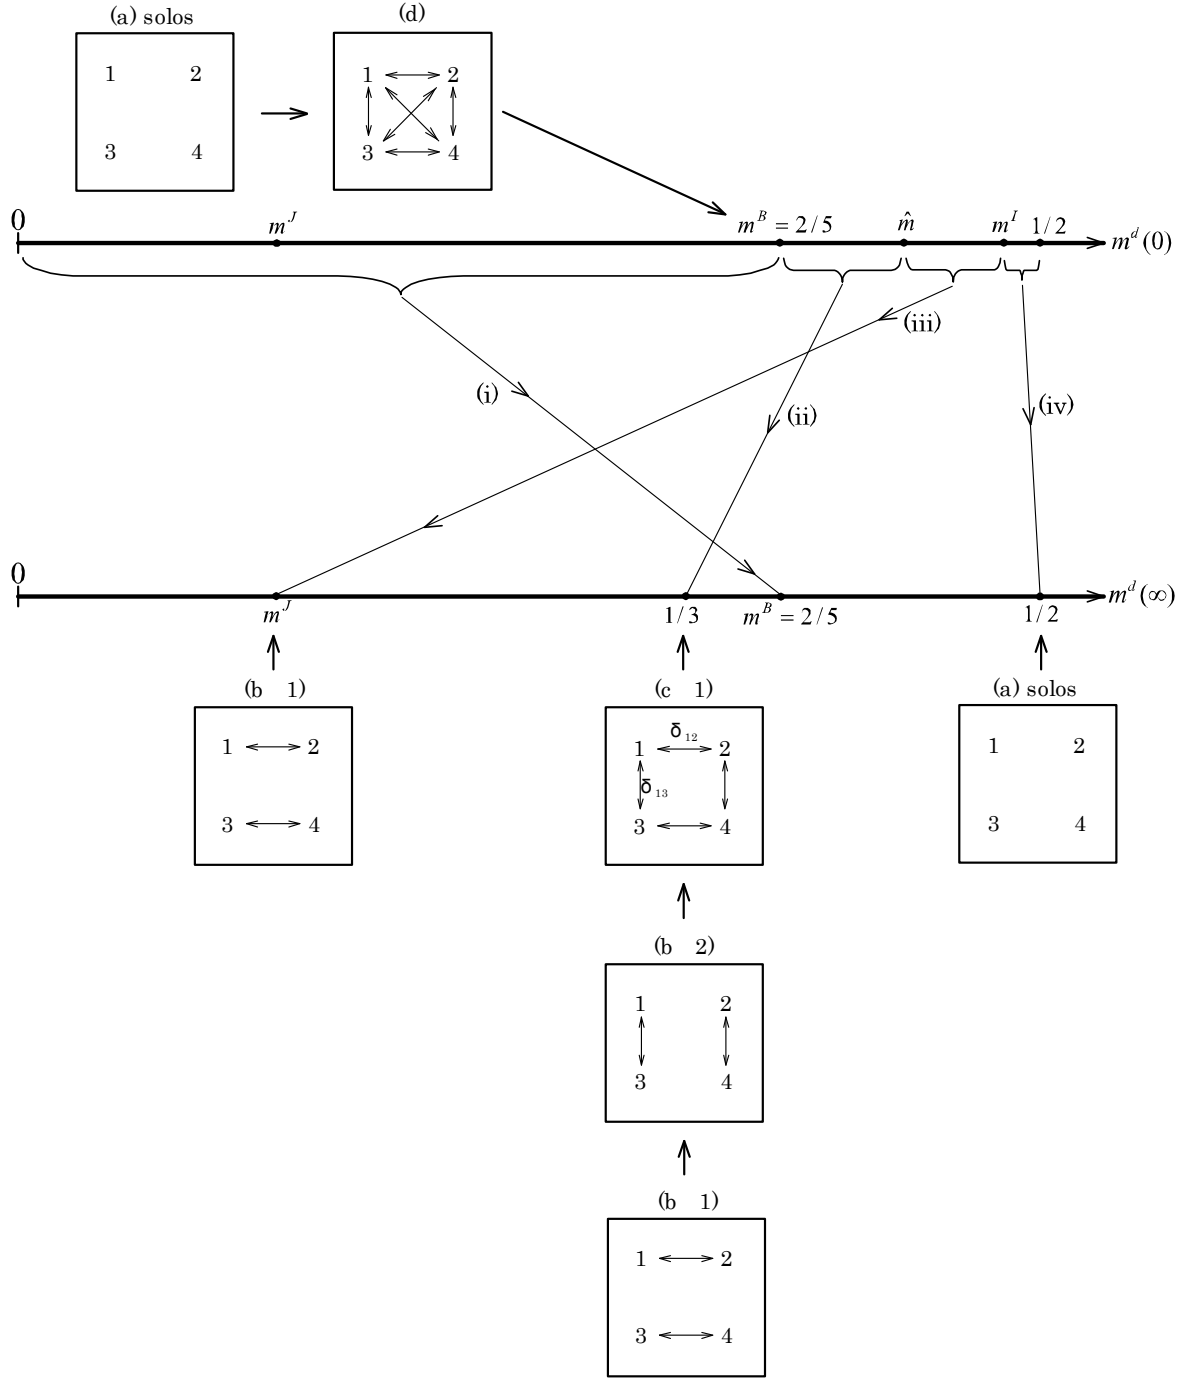 (a) solos
(d)
1 2
3 4
1 2
3 4
0
m^J
m^B = 2/5
m̂
m^I
1/2
m^d(0)
(iii)
(i)
(ii)
(iv)
0
m^J
1/3
m^B = 2/5
1/2
m^d(∞)
(b 1)
1 2
3 4
(c 1)
δ₁₂
1 2
δ₁₃
3 4
(a) solos
1 2
3 4
(b 2)
1 2
3 4
(b 1)
1 2
3 4